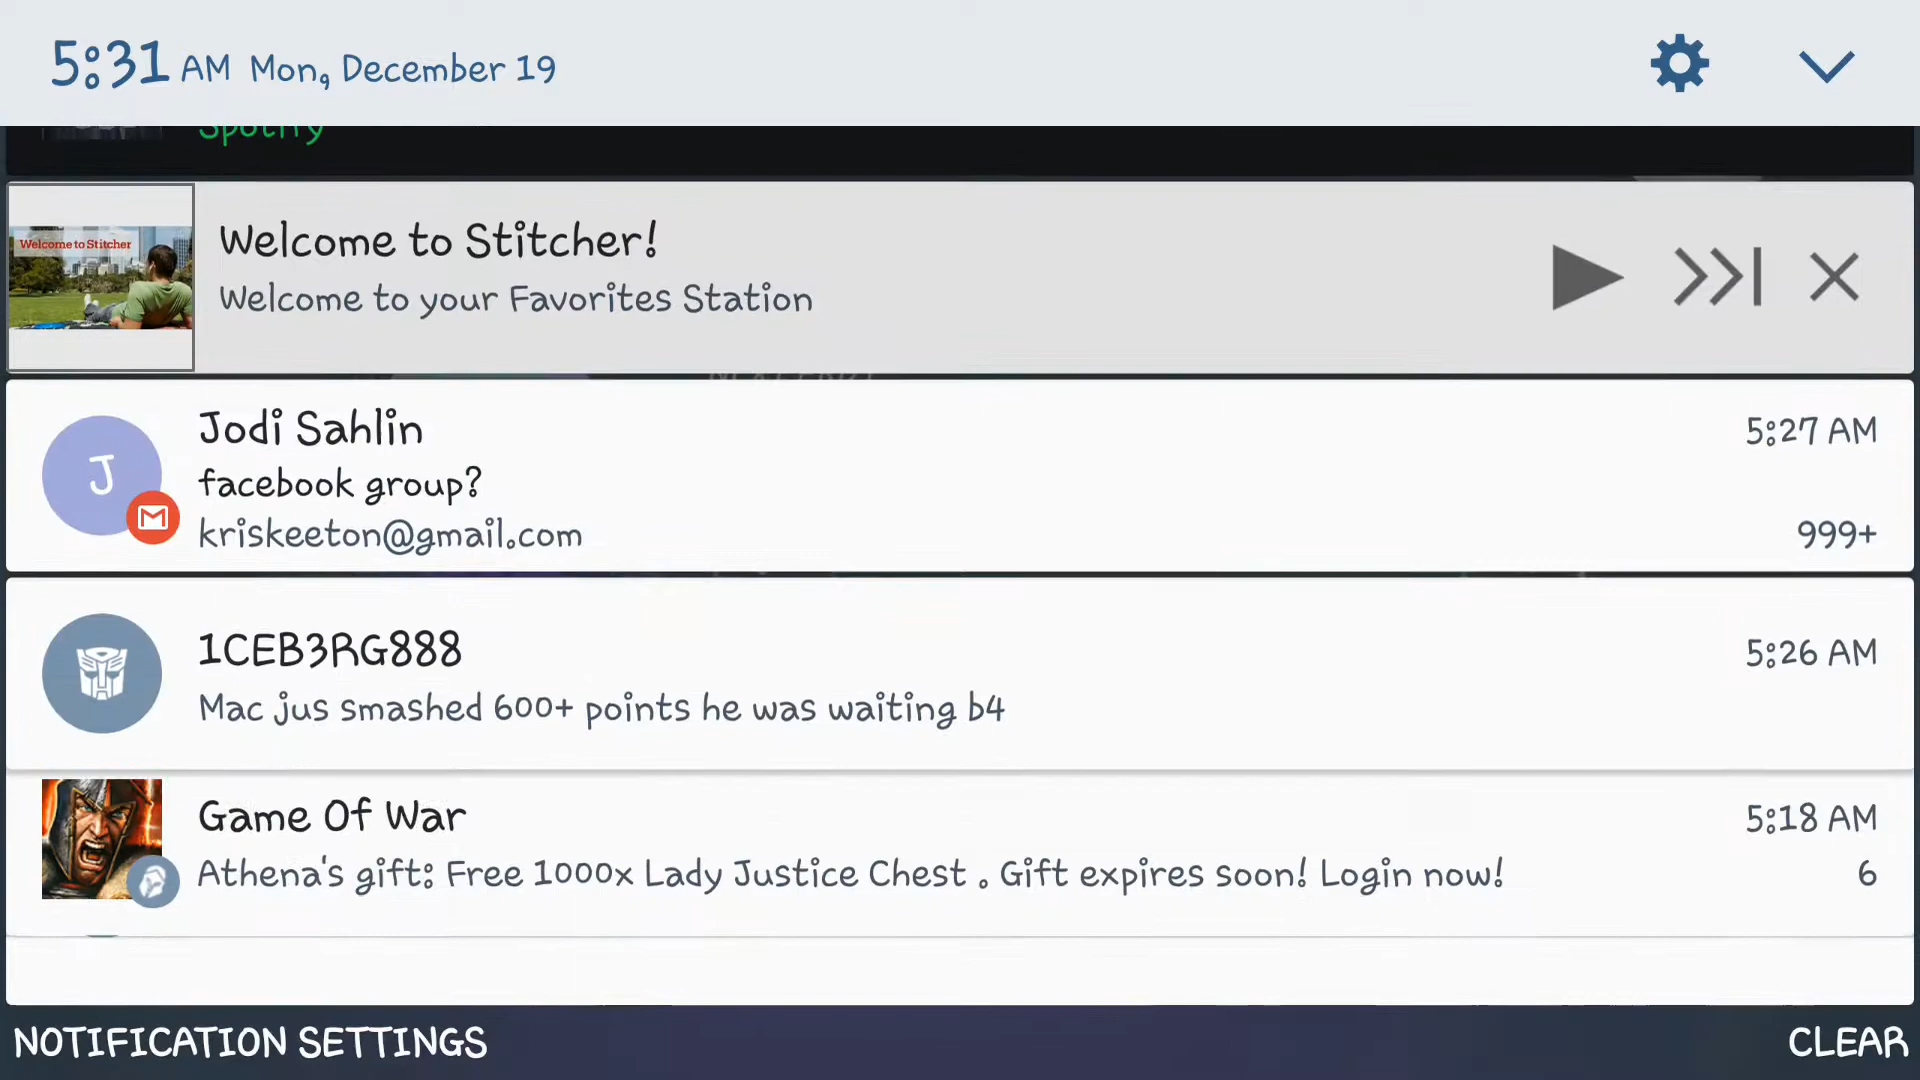 5:31 AM Mon, December 19
Spotify
Welcome to Stitcher
Welcome to Stitcher!
Welcome to your Favorites Station
J
Jodi Sahlin
5:27 AM
facebook group?
kriskeeton@gmail.com
999+
1CEB3RG888
5:26 AM
Mac jus smashed 600+ points he was waiting b4
Game Of War
5:18 AM
Athena's gift: Free 1000x Lady Justice Chest . Gift expires soon! Login now!
6
NOTIFICATION SETTINGS
CLEAR